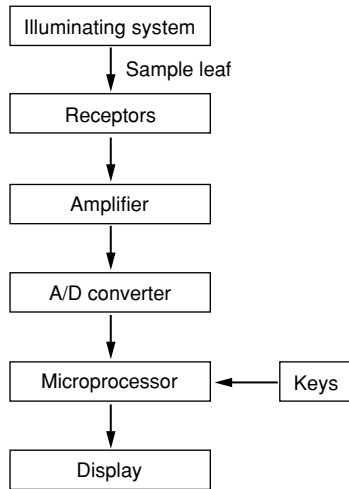 Illuminating system
Sample leaf
Receptors
Amplifier
A/D converter
Microprocessor
Keys
Display